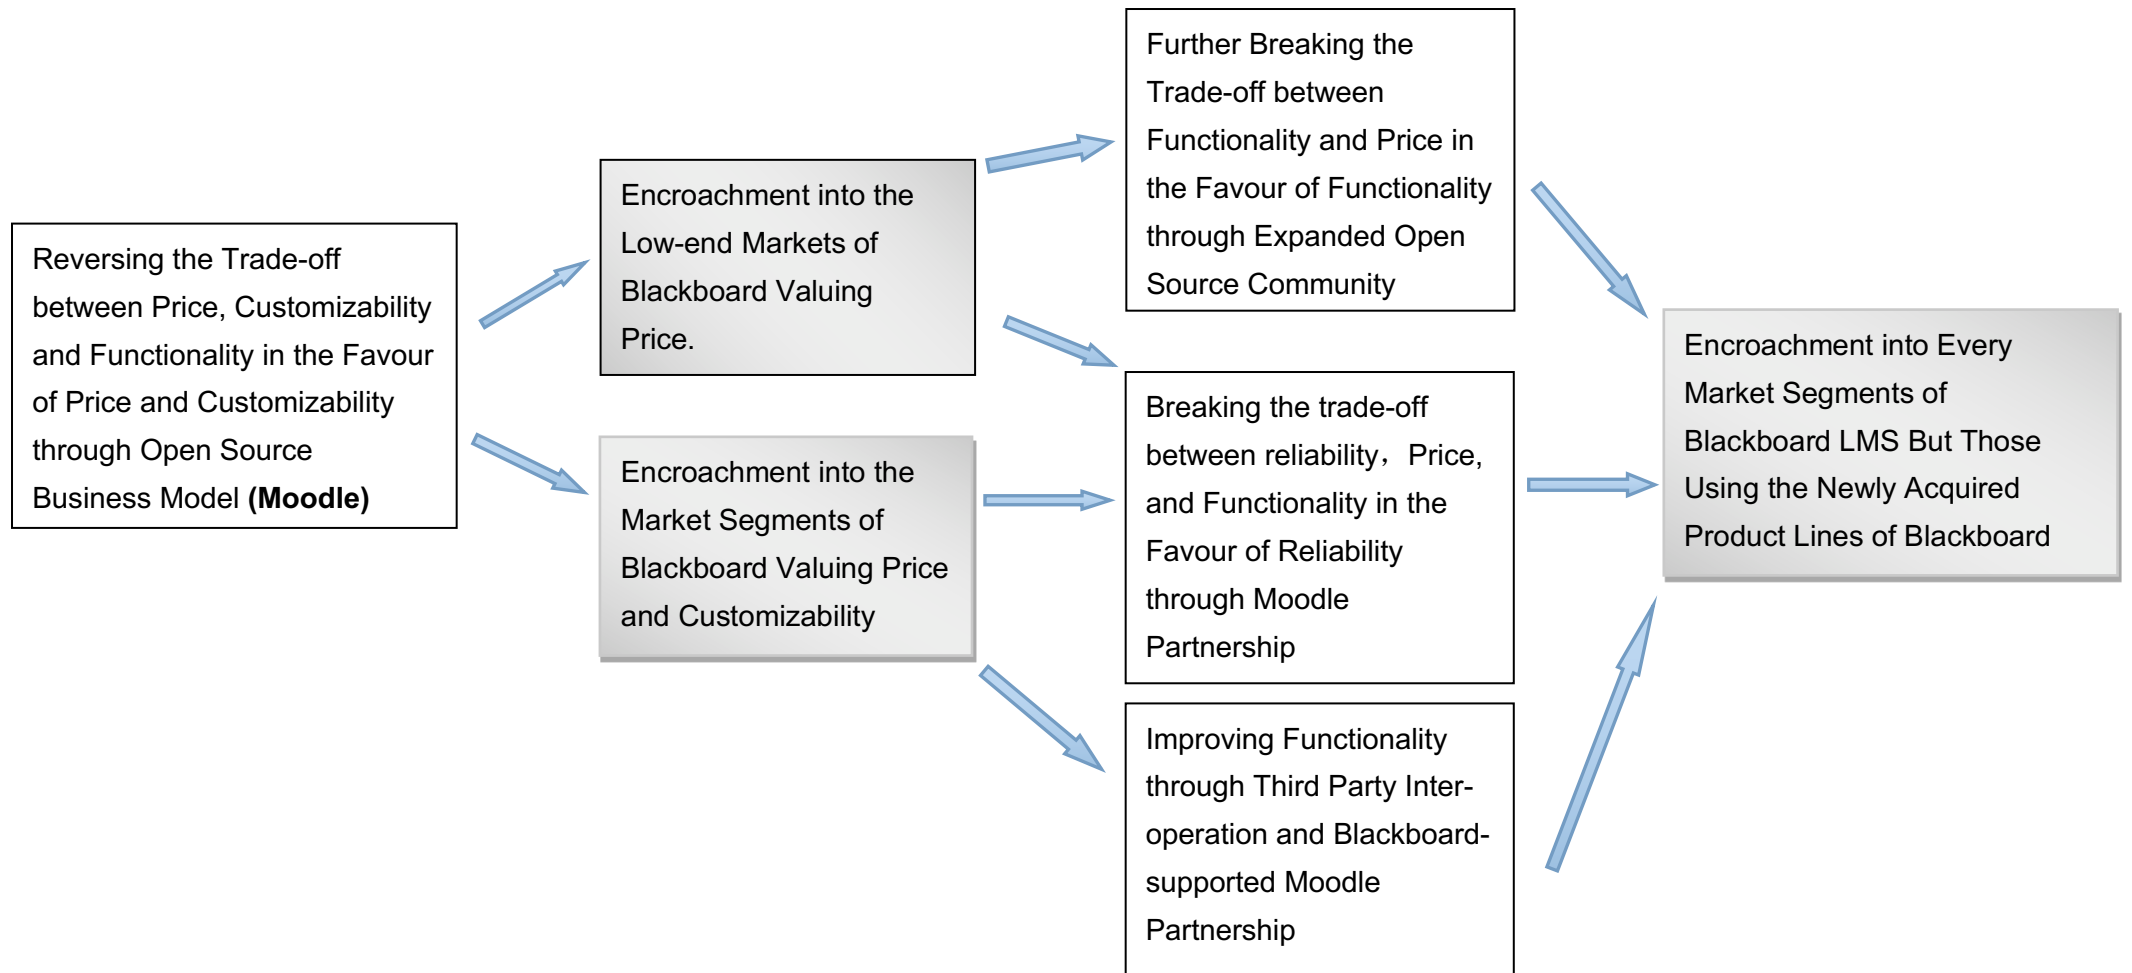 Reversing the Trade-off
between Price, Customizability
and Functionality in the Favour
of Price and Customizability
through Open Source
Business Model (Moodle)
Encroachment into the
Low-end Markets of
Blackboard Valuing
Price.
Encroachment into the
Market Segments of
Blackboard Valuing Price
and Customizability
Further Breaking the
Trade-off between
Functionality and Price in
the Favour of Functionality
through Expanded Open
Source Community
Breaking the trade-off
between reliability，Price,
and Functionality in the
Favour of Reliability
through Moodle
Partnership
Improving Functionality
through Third Party Inter-
operation and Blackboard-
supported Moodle
Partnership
Encroachment into Every
Market Segments of
Blackboard LMS But Those
Using the Newly Acquired
Product Lines of Blackboard